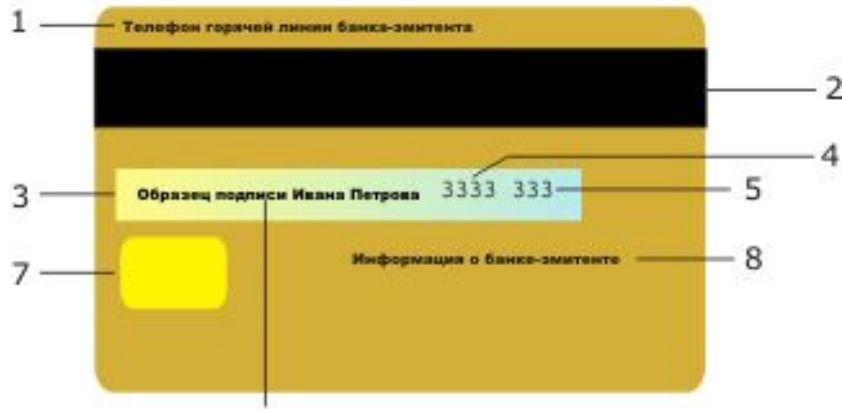 1 Телефон горячей линии банка-эмитента
2
4
3 Образец подписи Ивана Петрова 3333 333 5
7 Информация о банке-эмитенте 8